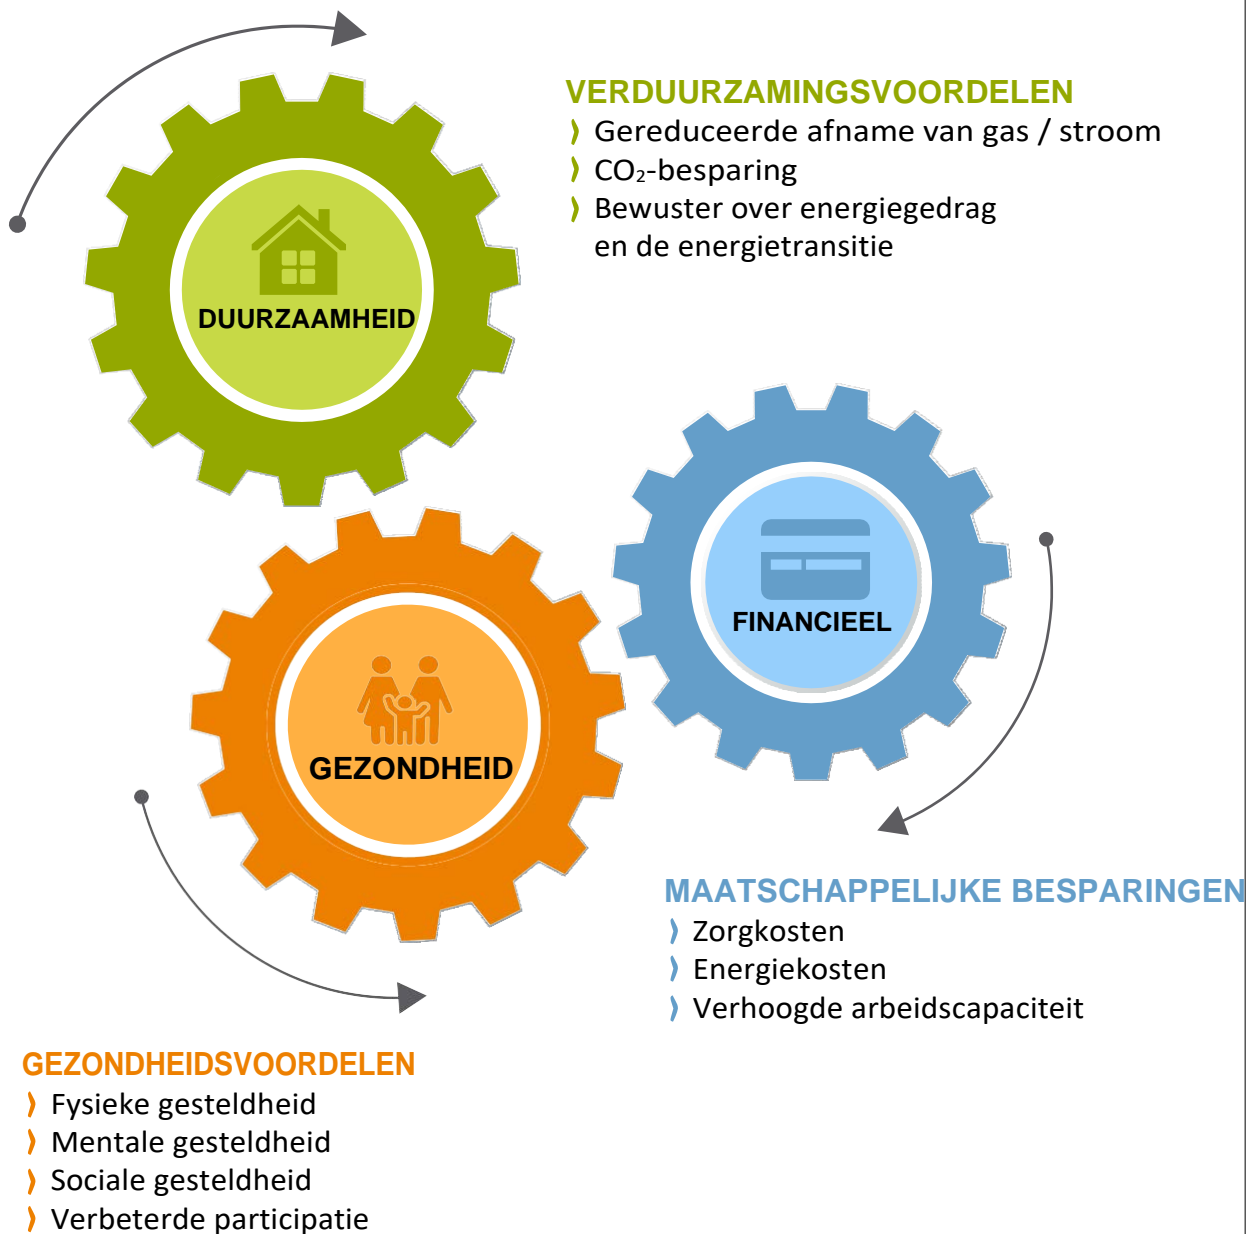 VERDUURZAMINGSVOORDELEN
Gereduceerde afname van gas / stroom
CO₂-besparing
Bewuster over energiegedrag
en de energietransitie
DUURZAAMHEID
FINANCIEEL
GEZONDHEID
MAATSCHAPPELIJKE BESPARINGEN
Zorgkosten
Energiekosten
Verhoogde arbeidscapaciteit
GEZONDHEIDSVOORDELEN
Fysieke gesteldheid
Mentale gesteldheid
Sociale gesteldheid
Verbeterde participatie